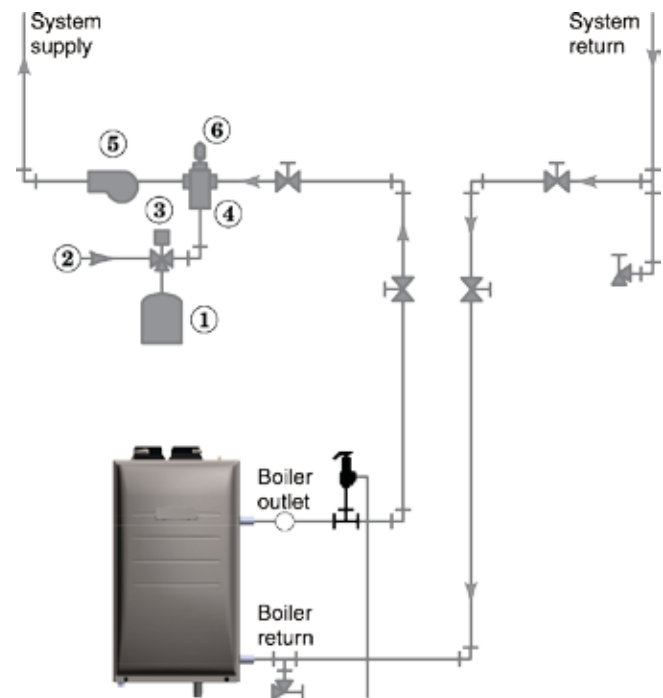 System
supply
System
return
⑤
⑥
③
④
②
①
Boiler
outlet
Boiler
return